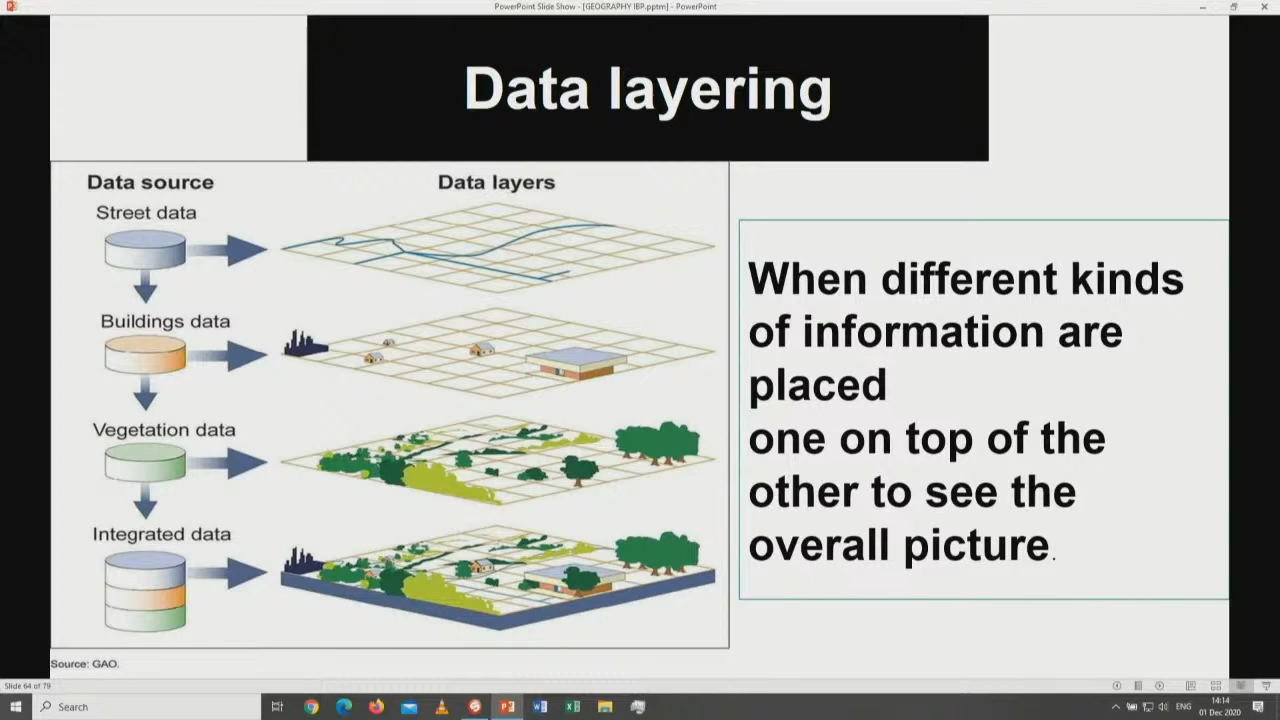 PowerPoint Slide Show - [GEOGRAPHY IBP.pptm] - PowerPoint
Data layering
Data source
Data layers
Street data
Buildings data
Vegetation data
Integrated data
Source: GAO.
When different kinds
of information are
placed
one on top of the
other to see the
overall picture.
Slide 64 of 79
Search
ENG
14:14
01 Dec 2020